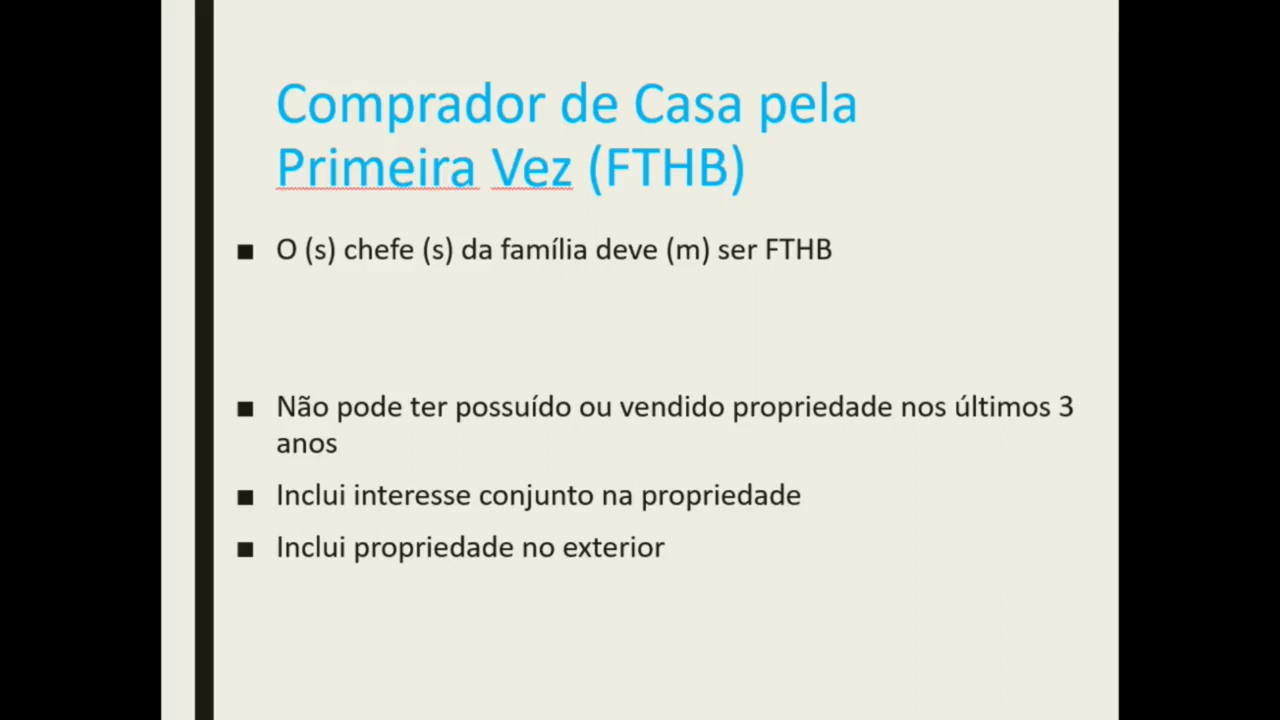 Comprador de Casa pela
Primeira Vez (FTHB)
■ O (s) chefe (s) da família deve (m) ser FTHB
■ Não pode ter possuído ou vendido propriedade nos últimos 3
anos
■ Inclui interesse conjunto na propriedade
■ Inclui propriedade no exterior